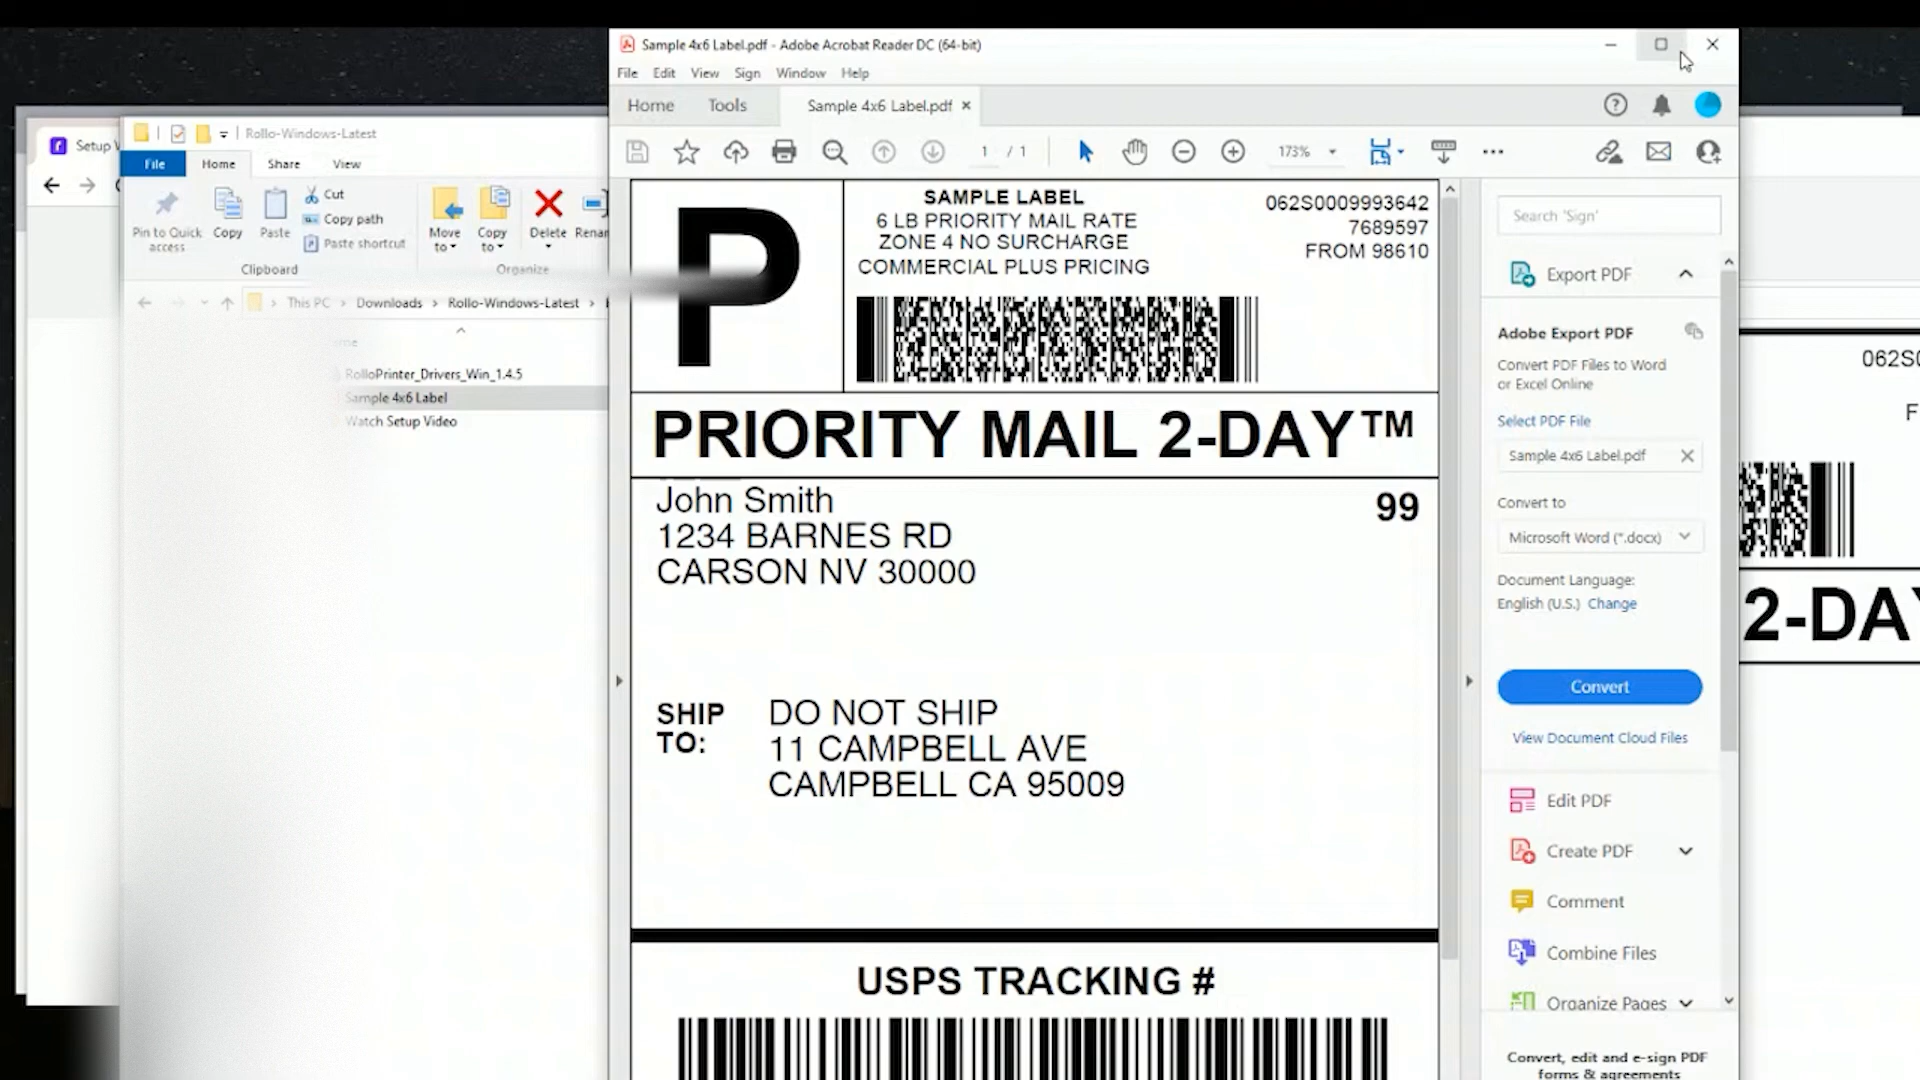 Sample 4x6 Label.pdf - Adobe Acrobat Reader DC (64-bit)
File Edit View Sign Window Help
Home Tools Sample 4x6 Label.pdf
1 / 1 173%
Setup
Rollo-Windows-Latest
File Home Share View
Pin to Quick access
Copy
Paste
Cut
Copy path
Paste shortcut
Move to
Copy to
Delete
Clipboard
Organize
This PC > Downloads > Rollo-Windows-Latest >
RolloPrinter_Drivers_Win_1.4.5
Sample 4x6 Label
Watch Setup Video
P
SAMPLE LABEL
6 LB PRIORITY MAIL RATE
ZONE 4 NO SURCHARGE
COMMERCIAL PLUS PRICING
062S0009993642
7689597
FROM 98610
PRIORITY MAIL 2-DAY™
John Smith
1234 BARNES RD
CARSON NV 30000
99
SHIP
TO:
DO NOT SHIP
11 CAMPBELL AVE
CAMPBELL CA 95009
USPS TRACKING #
Search 'Sign'
Export PDF
Adobe Export PDF
Convert PDF Files to Word
or Excel Online
Select PDF File
Sample 4x6 Label.pdf
Convert to
Microsoft Word (*.docx)
Document Language:
English (U.S.) Change
Convert
View Document Cloud Files
Edit PDF
Create PDF
Comment
Combine Files
Organize Pages
Convert, edit and e-sign PDF
forms & agreements
062S
F
2-DAY